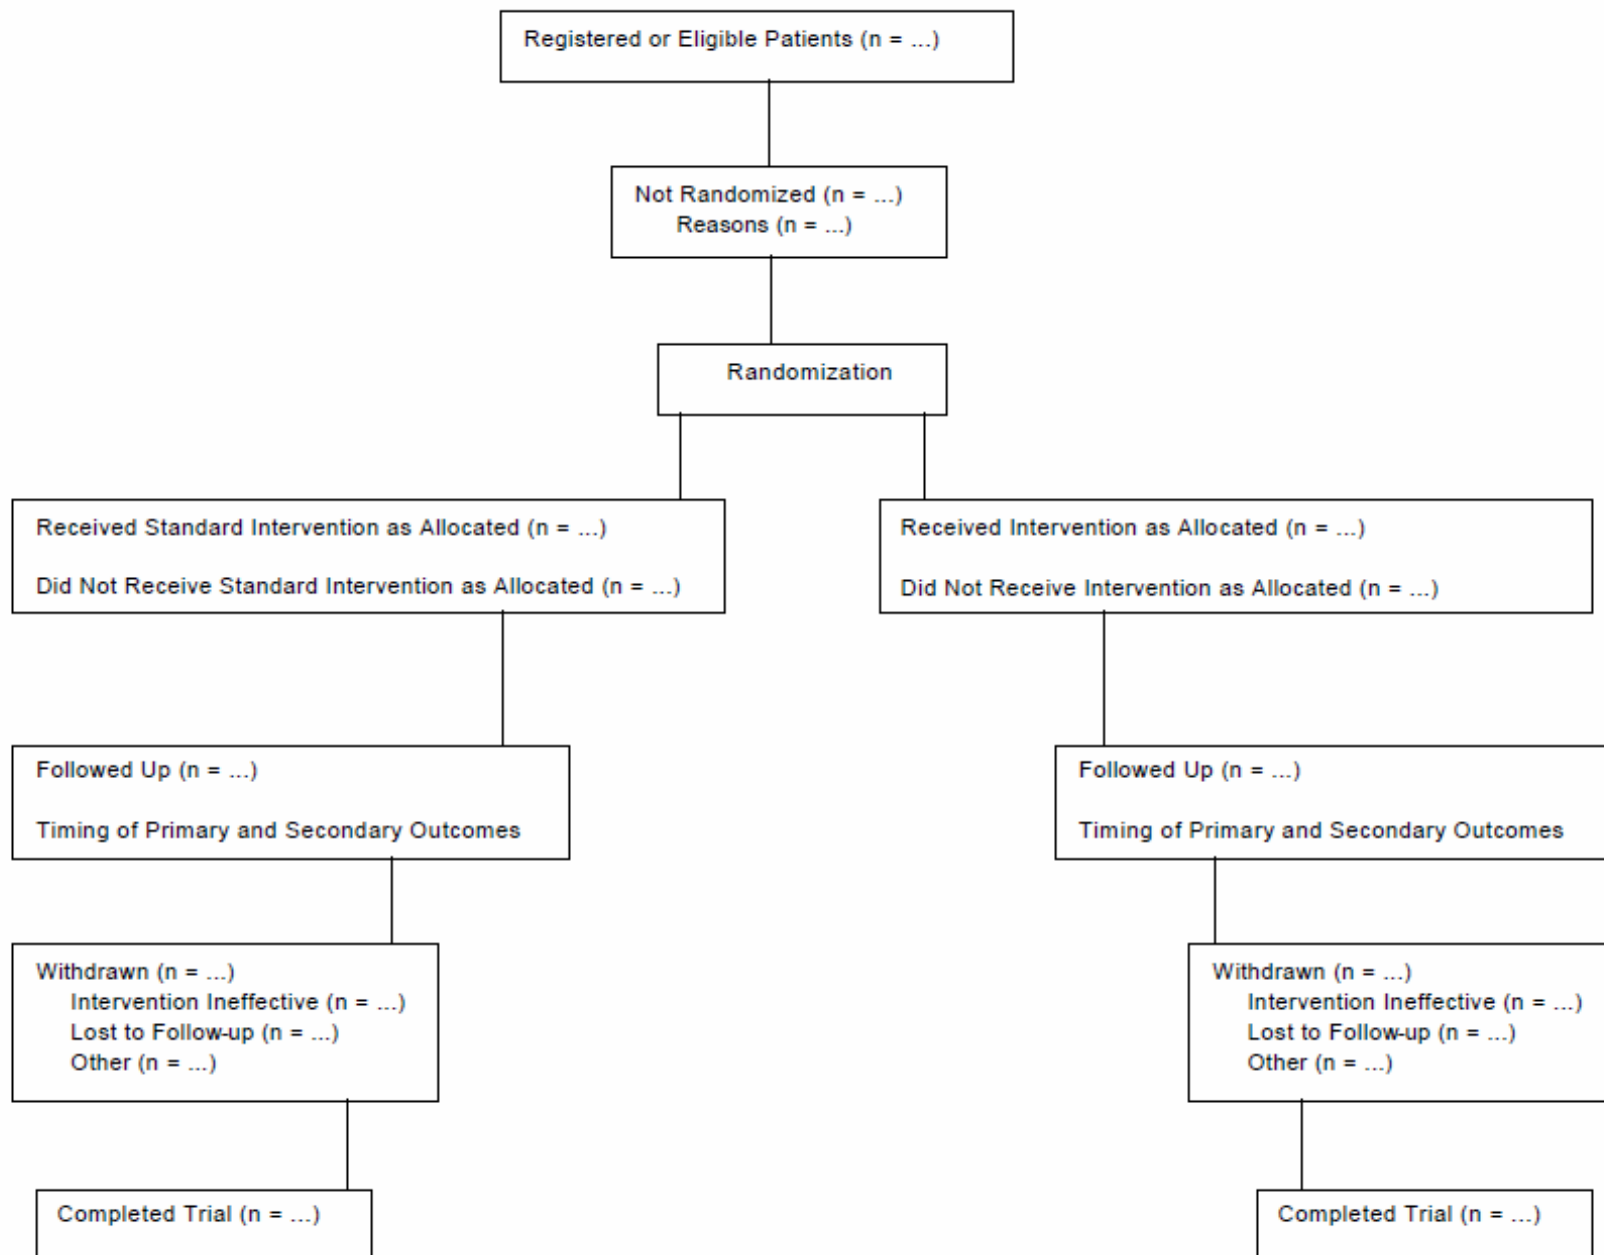 Registered or Eligible Patients (n = ...)
Not Randomized (n = ...)
Reasons (n = ...)
Randomization
Received Standard Intervention as Allocated (n = ...)
Did Not Receive Standard Intervention as Allocated (n = ...)
Received Intervention as Allocated (n = ...)
Did Not Receive Intervention as Allocated (n = ...)
Followed Up (n = ...)
Timing of Primary and Secondary Outcomes
Followed Up (n = ...)
Timing of Primary and Secondary Outcomes
Withdrawn (n = ...)
Intervention Ineffective (n = ...)
Lost to Follow-up (n = ...)
Other (n = ...)
Withdrawn (n = ...)
Intervention Ineffective (n = ...)
Lost to Follow-up (n = ...)
Other (n = ...)
Completed Trial (n = ...)
Completed Trial (n = ...)